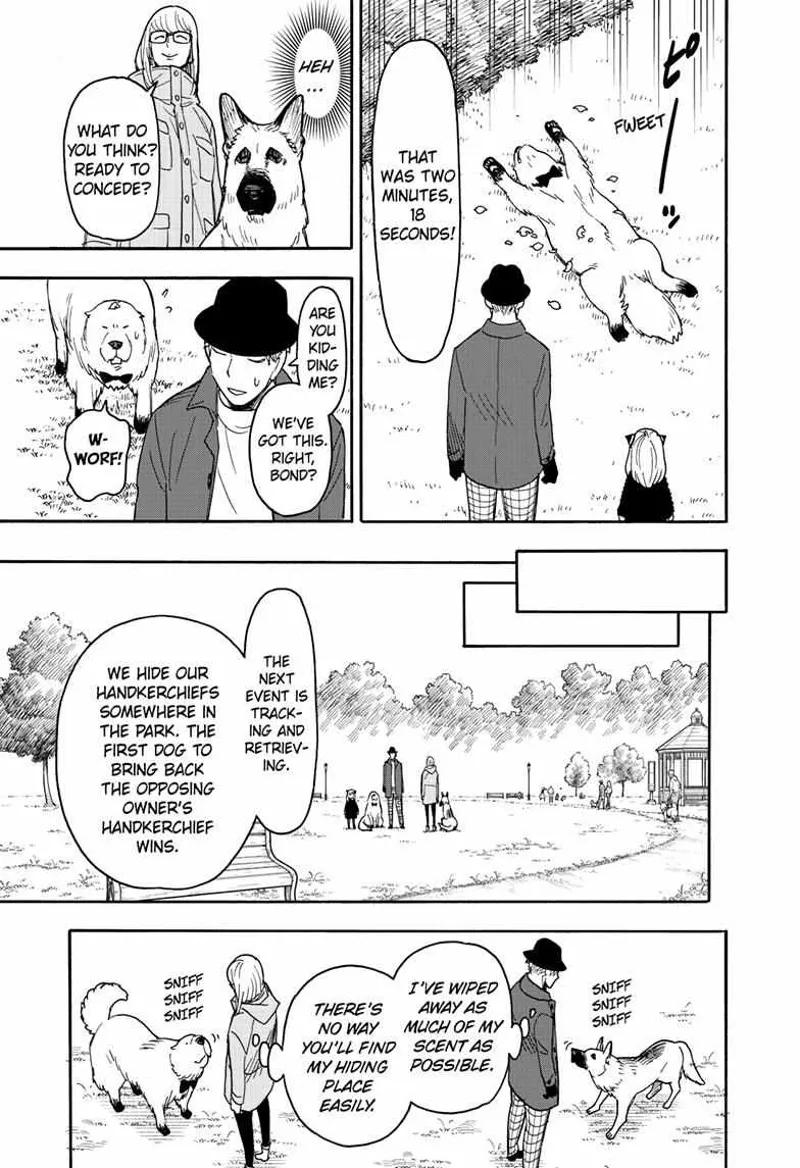 ピーッ
FWEET
THAT
WAS TWO
MINUTES,
18
SECONDS!
HEH
...
WHAT DO
YOU THINK?
READY TO
CONCEDE?
ARE
YOU
KID-
DING
ME?
WE'VE
GOT THIS.
RIGHT,
BOND?
W-
WORF!
THE
NEXT
EVENT IS
TRACK-
ING AND
RETRIEV-
ING.
WE HIDE OUR
HANDKERCHIEFS
SOMEWHERE IN
THE PARK. THE
FIRST DOG TO
BRING BACK
THE OPPOSING
OWNER'S
HANDKERCHIEF
WINS.
SNIFF
SNIFF
SNIFF
I'VE WIPED
AWAY AS
MUCH OF MY
SCENT AS
POSSIBLE.
THERE'S
NO WAY
YOU'LL FIND
MY HIDING
PLACE
EASILY.
SNIFF
SNIFF
SNIFF